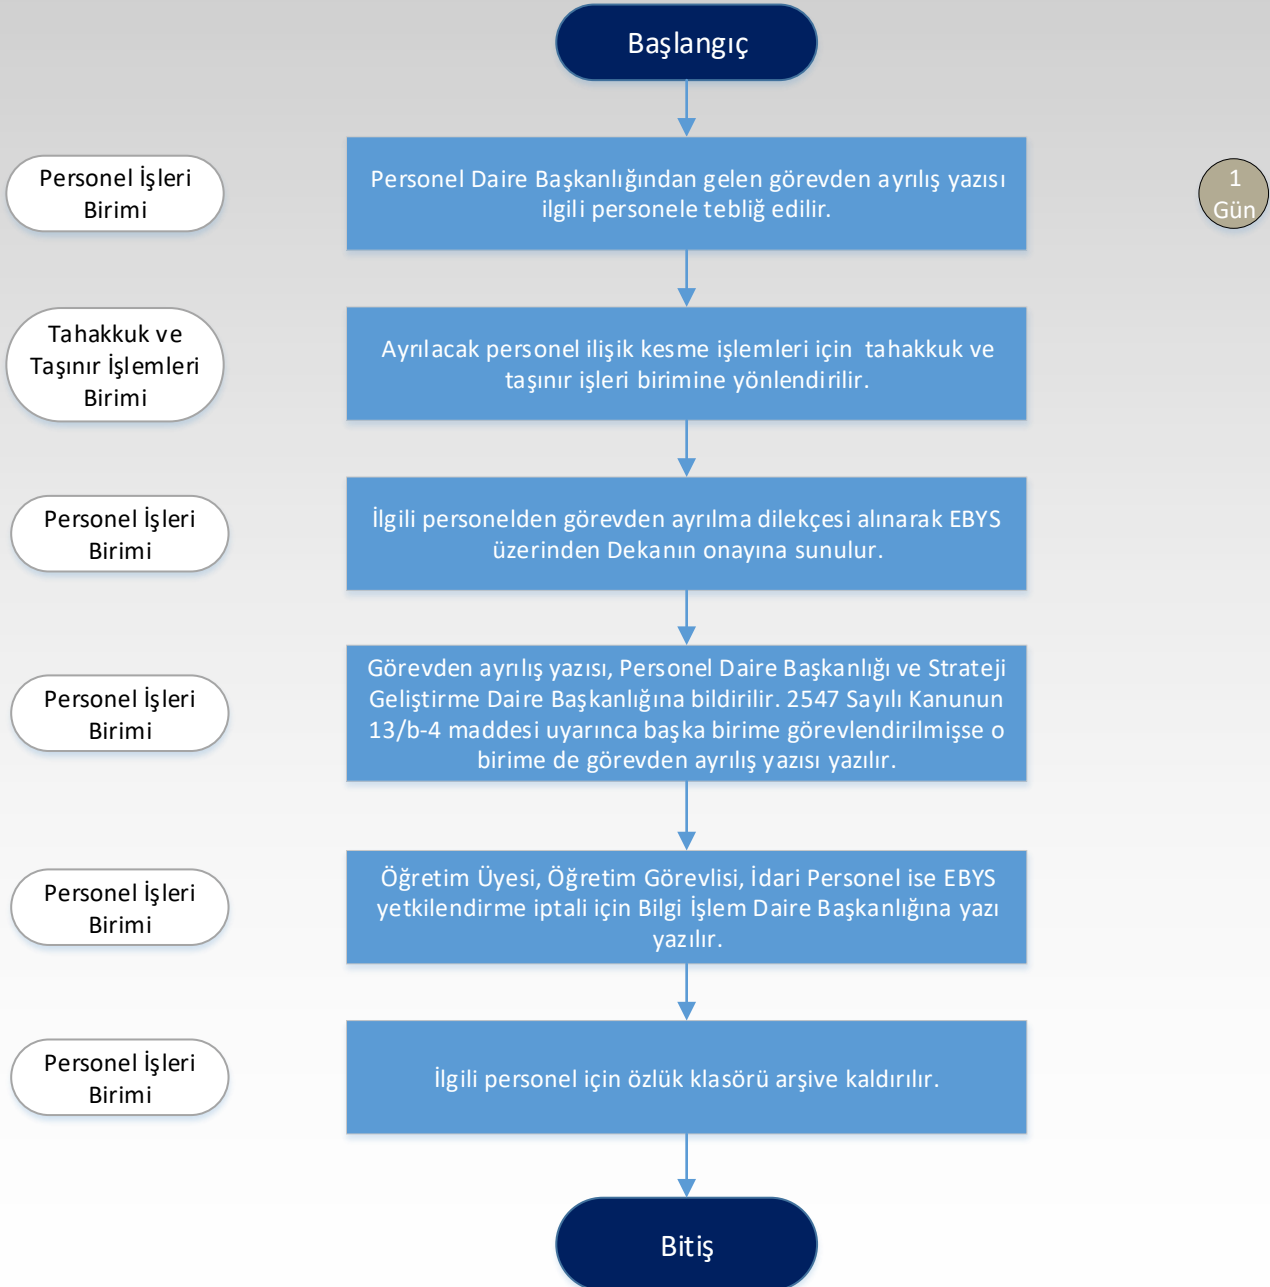 Başlangıç
Personel İşleri
Birimi
Personel Daire Başkanlığından gelen görevden ayrılış yazısı
ilgili personele tebliğ edilir.
1
Gün
Tahakkuk ve
Taşınır İşlemleri
Birimi
Ayrılacak personel ilişik kesme işlemleri için tahakkuk ve
taşınır işleri birimine yönlendirilir.
Personel İşleri
Birimi
İlgili personelden görevden ayrılma dilekçesi alınarak EBYS
üzerinden Dekanın onayına sunulur.
Personel İşleri
Birimi
Görevden ayrılış yazısı, Personel Daire Başkanlığı ve Strateji
Geliştirme Daire Başkanlığına bildirilir. 2547 Sayılı Kanunun
13/b-4 maddesi uyarınca başka birime görevlendirilmişse o
birime de görevden ayrılış yazısı yazılır.
Personel İşleri
Birimi
Öğretim Üyesi, Öğretim Görevlisi, İdari Personel ise EBYS
yetkilendirme iptali için Bilgi İşlem Daire Başkanlığına yazı
yazılır.
Personel İşleri
Birimi
İlgili personel için özlük klasörü arşive kaldırılır.
Bitiş